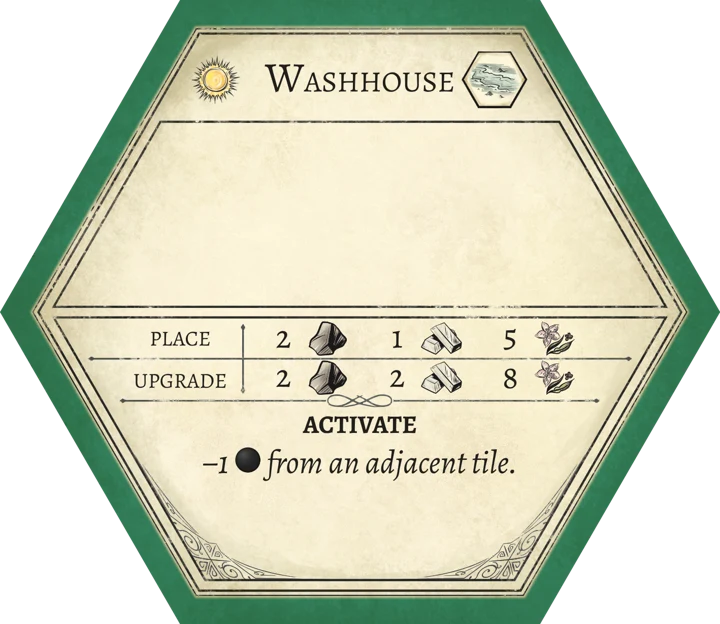 Washhouse
PLACE 2 1 5
UPGRADE 2 2 8
ACTIVATE
–1 from an adjacent tile.